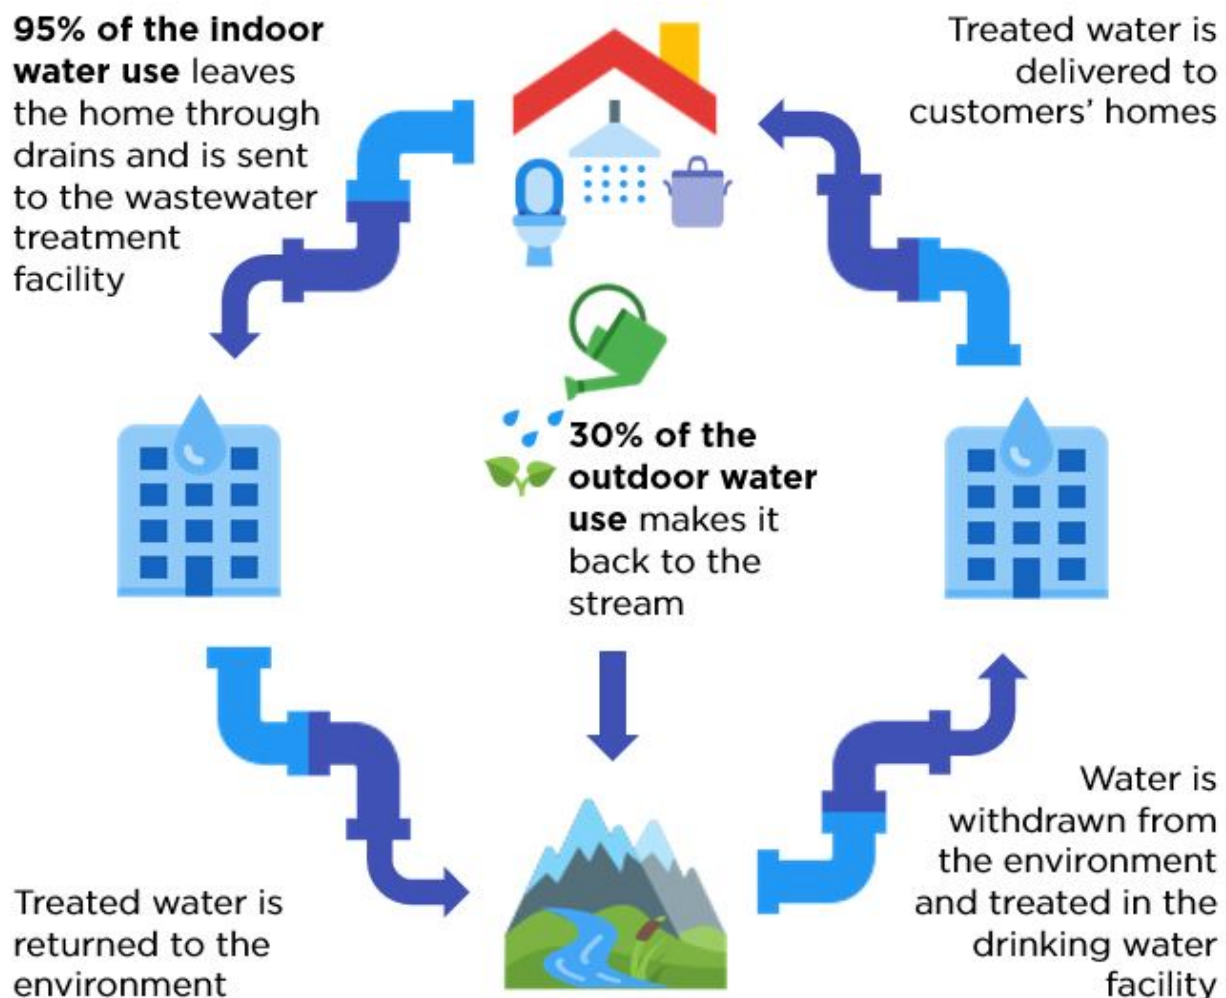 95% of the indoor
water use leaves
the home through
drains and is sent
to the wastewater
treatment
facility
Treated water is
delivered to
customers’ homes
30% of the
outdoor water
use makes it
back to the
stream
Treated water is
returned to the
environment
Water is
withdrawn from
the environment
and treated in the
drinking water
facility